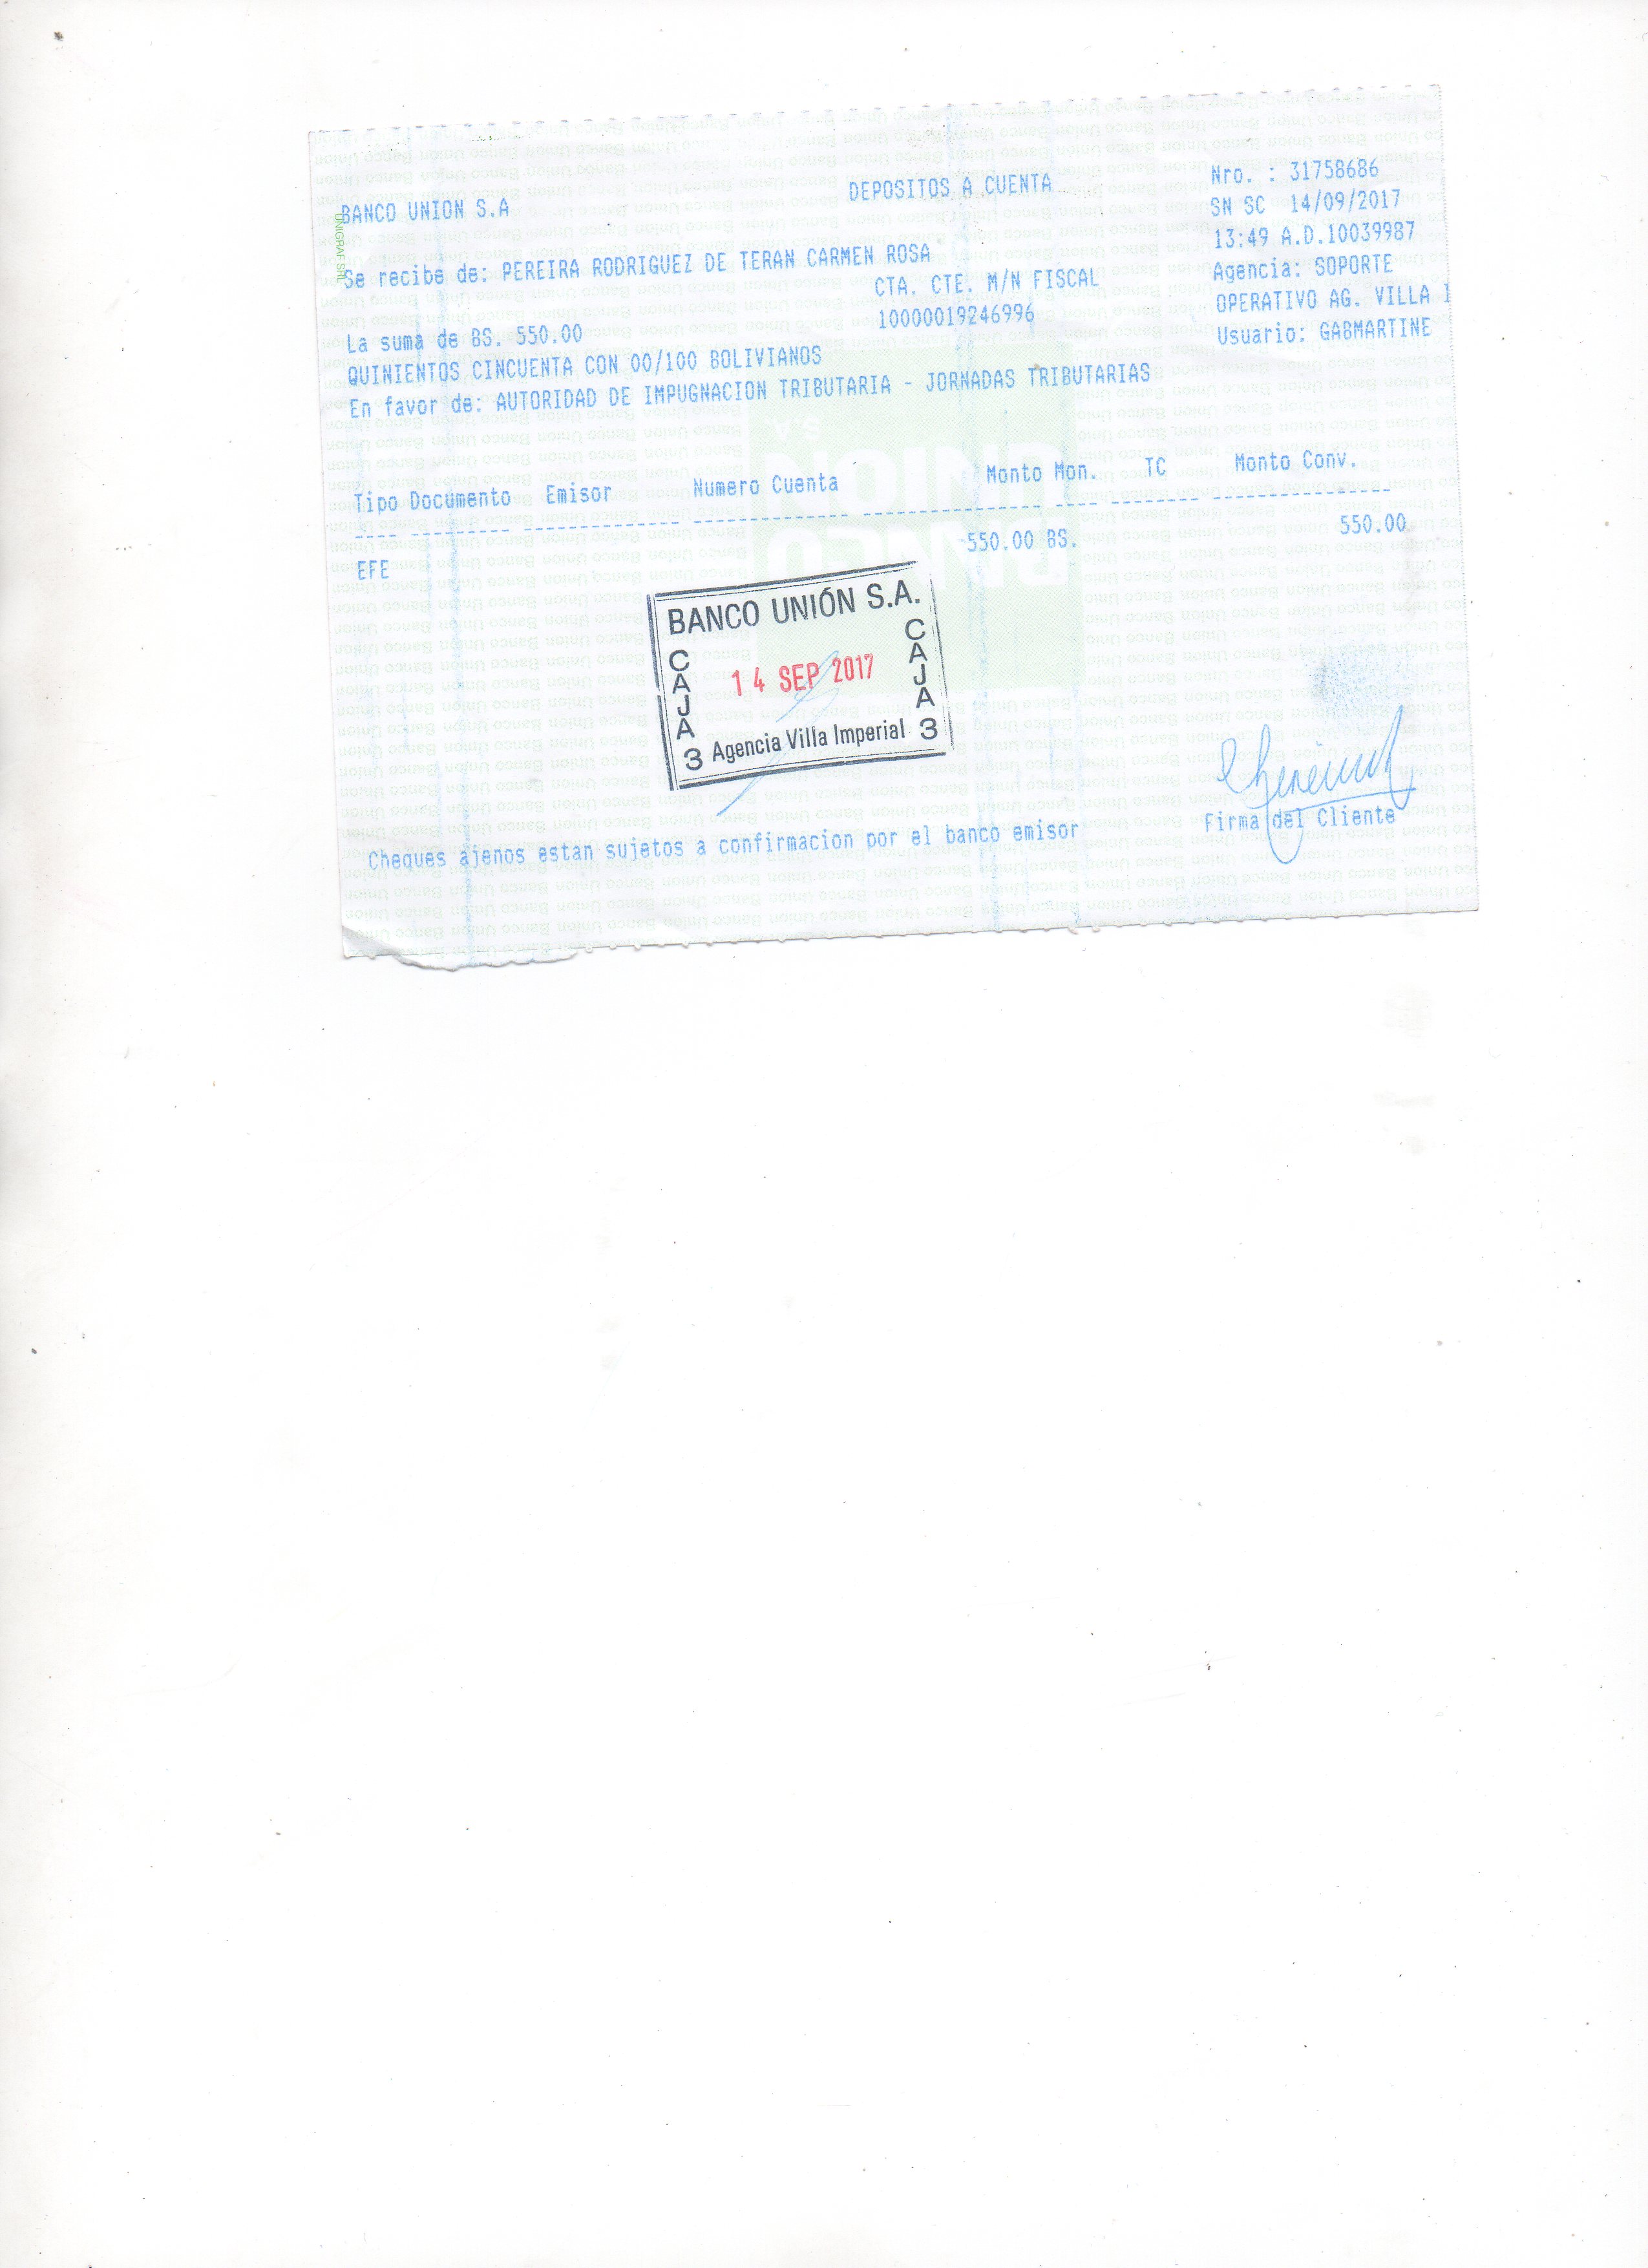 DEPOSITOS A CUENTA
Nro. : 31758686
BANCO UNION S.A
SN SC 14/09/2017
13:49 A.D.10039987
Se recibe de: PEREIRA RODRIGUEZ DE TERAN CARMEN ROSA
Agencia: SOPORTE
CTA. CTE. M/N FISCAL
OPERATIVO AG. VILLA I
10000019246996
La suma de BS. 550.00
Usuario: GABMARTINE
QUINIENTOS CINCUENTA CON 00/100 BOLIVIANOS
En favor de: AUTORIDAD DE IMPUGNACION TRIBUTARIA - JORNADAS TRIBUTARIAS
Tipo Documento Emisor Numero Cuenta Monto Mon. TC Monto Conv.
EFE 550.00 BS. 550.00
BANCO UNIÓN S.A.
CAJA 3
14 SEP 2017
CAJA 3
Agencia Villa Imperial
Firma del Cliente
Cheques ajenos estan sujetos a confirmacion por el banco emisor
UNIGRAF SRL
BANCO UNIÓN S.A.